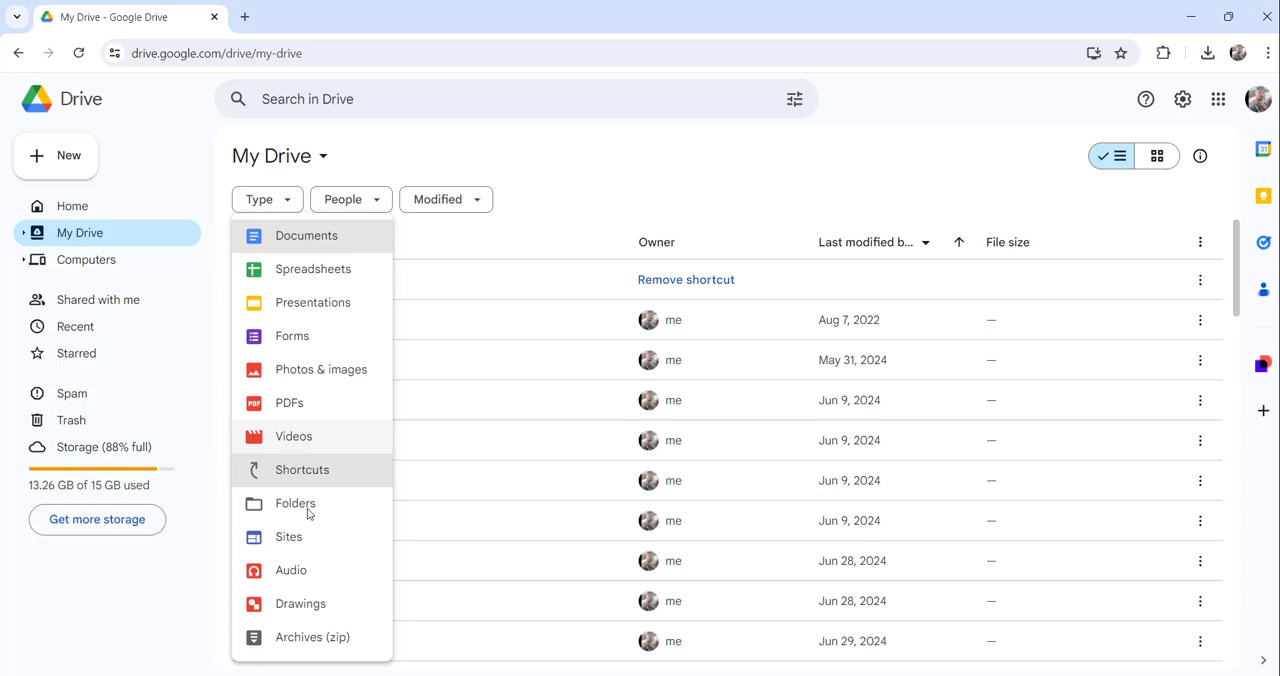 My Drive - Google Drive
drive.google.com/drive/my-drive
Drive
Search in Drive
New
My Drive
Type People Modified
Home
My Drive
Computers
Shared with me
Recent
Starred
Spam
Trash
Storage (88% full)
13.26 GB of 15 GB used
Get more storage
Documents
Spreadsheets
Presentations
Forms
Photos & images
PDF PDFs
Videos
Shortcuts
Folders
Sites
Audio
Drawings
Archives (zip)
Owner Last modified b... File size
Remove shortcut
me Aug 7, 2022 —
me May 31, 2024 —
me Jun 9, 2024 —
me Jun 9, 2024 —
me Jun 9, 2024 —
me Jun 9, 2024 —
me Jun 28, 2024 —
me Jun 28, 2024 —
me Jun 29, 2024 —
31